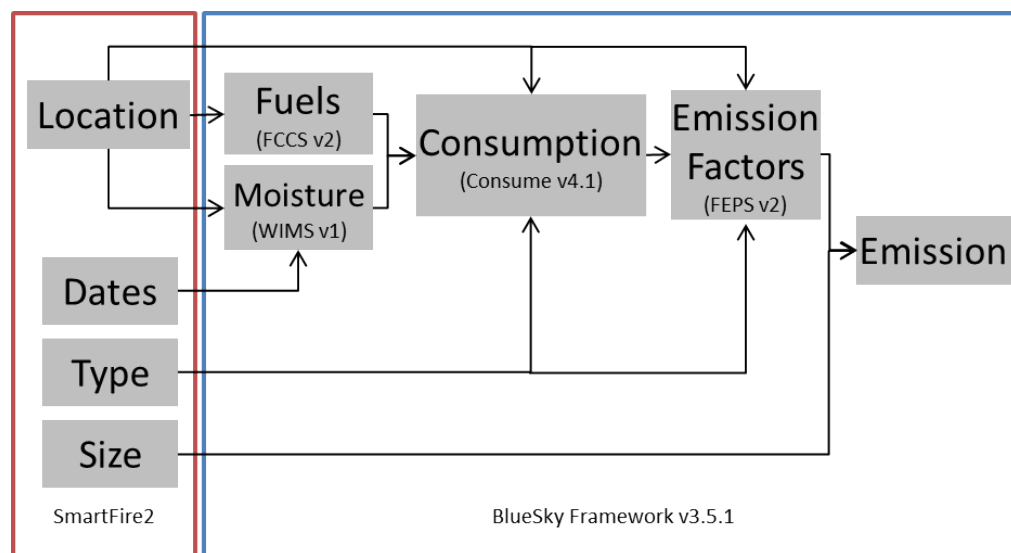 Location
Fuels
(FCCS v2)
Moisture
(WIMS v1)
Consumption
(Consume v4.1)
Emission
Factors
(FEPS v2)
Emission
Dates
Type
Size
SmartFire2
BlueSky Framework v3.5.1